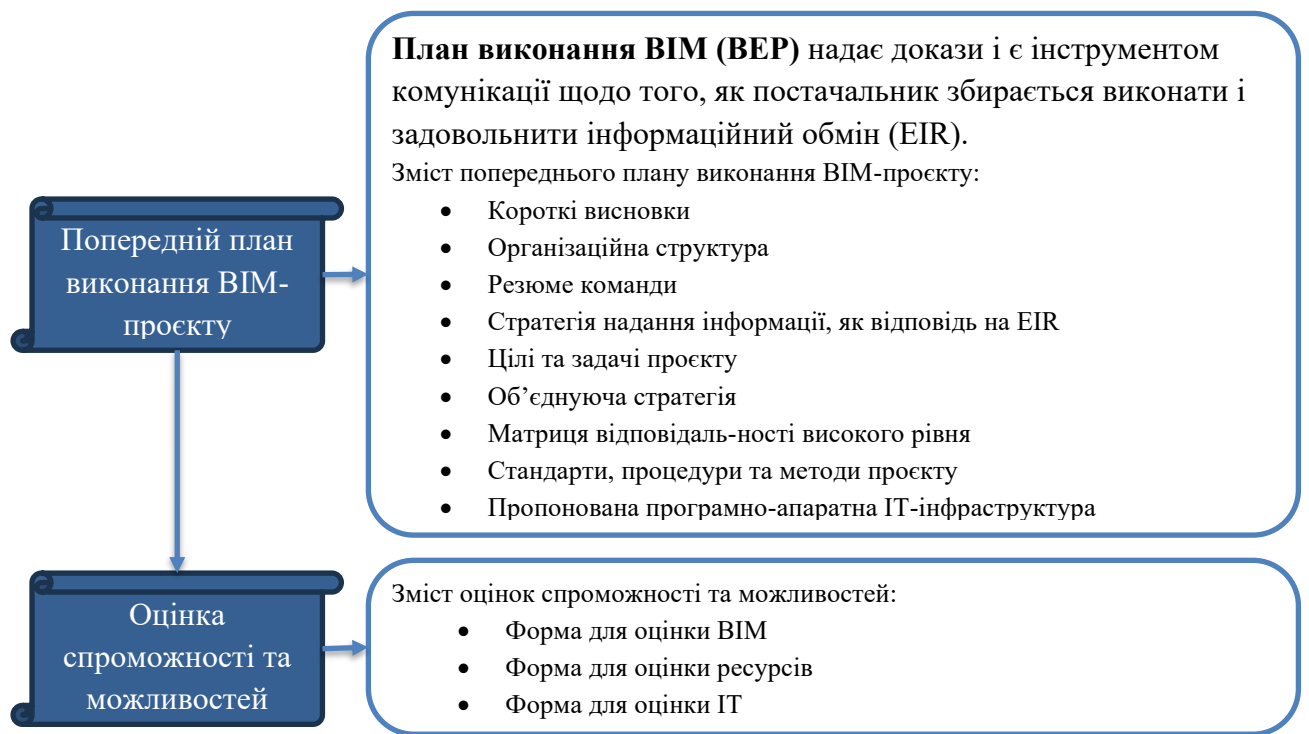 План виконання BIM (BEP) надає докази і є інструментом
комунікації щодо того, як постачальник збирається виконати і
задовольнити інформаційний обмін (EIR).
Зміст попереднього плану виконання BIM-проєкту:
• Короткі висновки
• Організаційна структура
• Резюме команди
• Стратегія надання інформації, як відповідь на EIR
• Цілі та задачі проєкту
• Об’єднуюча стратегія
• Матриця відповідаль-ності високого рівня
• Стандарти, процедури та методи проєкту
• Пропонована програмно-апаратна ІТ-інфраструктура
Попередній план
виконання BIM-
проєкту
Зміст оцінок спроможності та можливостей:
• Форма для оцінки BIM
• Форма для оцінки ресурсів
• Форма для оцінки ІТ
Оцінка
спроможності та
можливостей